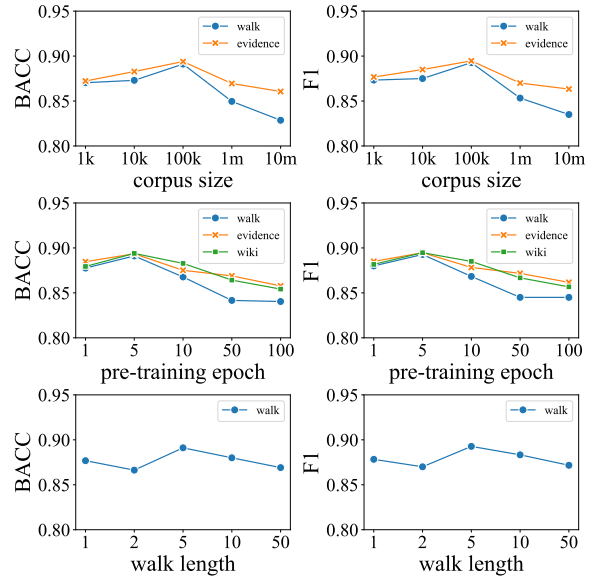 BACC
0.95
0.90
0.85
0.80
walk
evidence
1k 10k 100k 1m 10m
corpus size
F1
0.95
0.90
0.85
0.80
walk
evidence
1k 10k 100k 1m 10m
corpus size
BACC
0.95
0.90
0.85
0.80
walk
evidence
wiki
1 5 10 50 100
pre-training epoch
F1
0.95
0.90
0.85
0.80
walk
evidence
wiki
1 5 10 50 100
pre-training epoch
BACC
0.95
0.90
0.85
0.80
walk
1 2 5 10 50
walk length
F1
0.95
0.90
0.85
0.80
walk
1 2 5 10 50
walk length